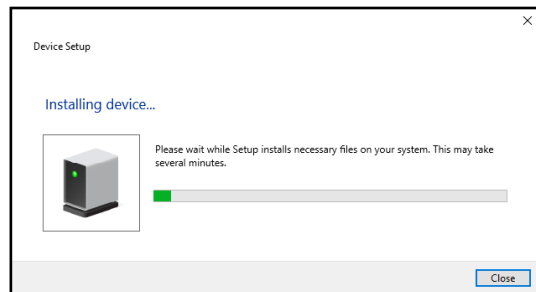 Device Setup
Installing device...
Please wait while Setup installs necessary files on your system. This may take
several minutes.
Close